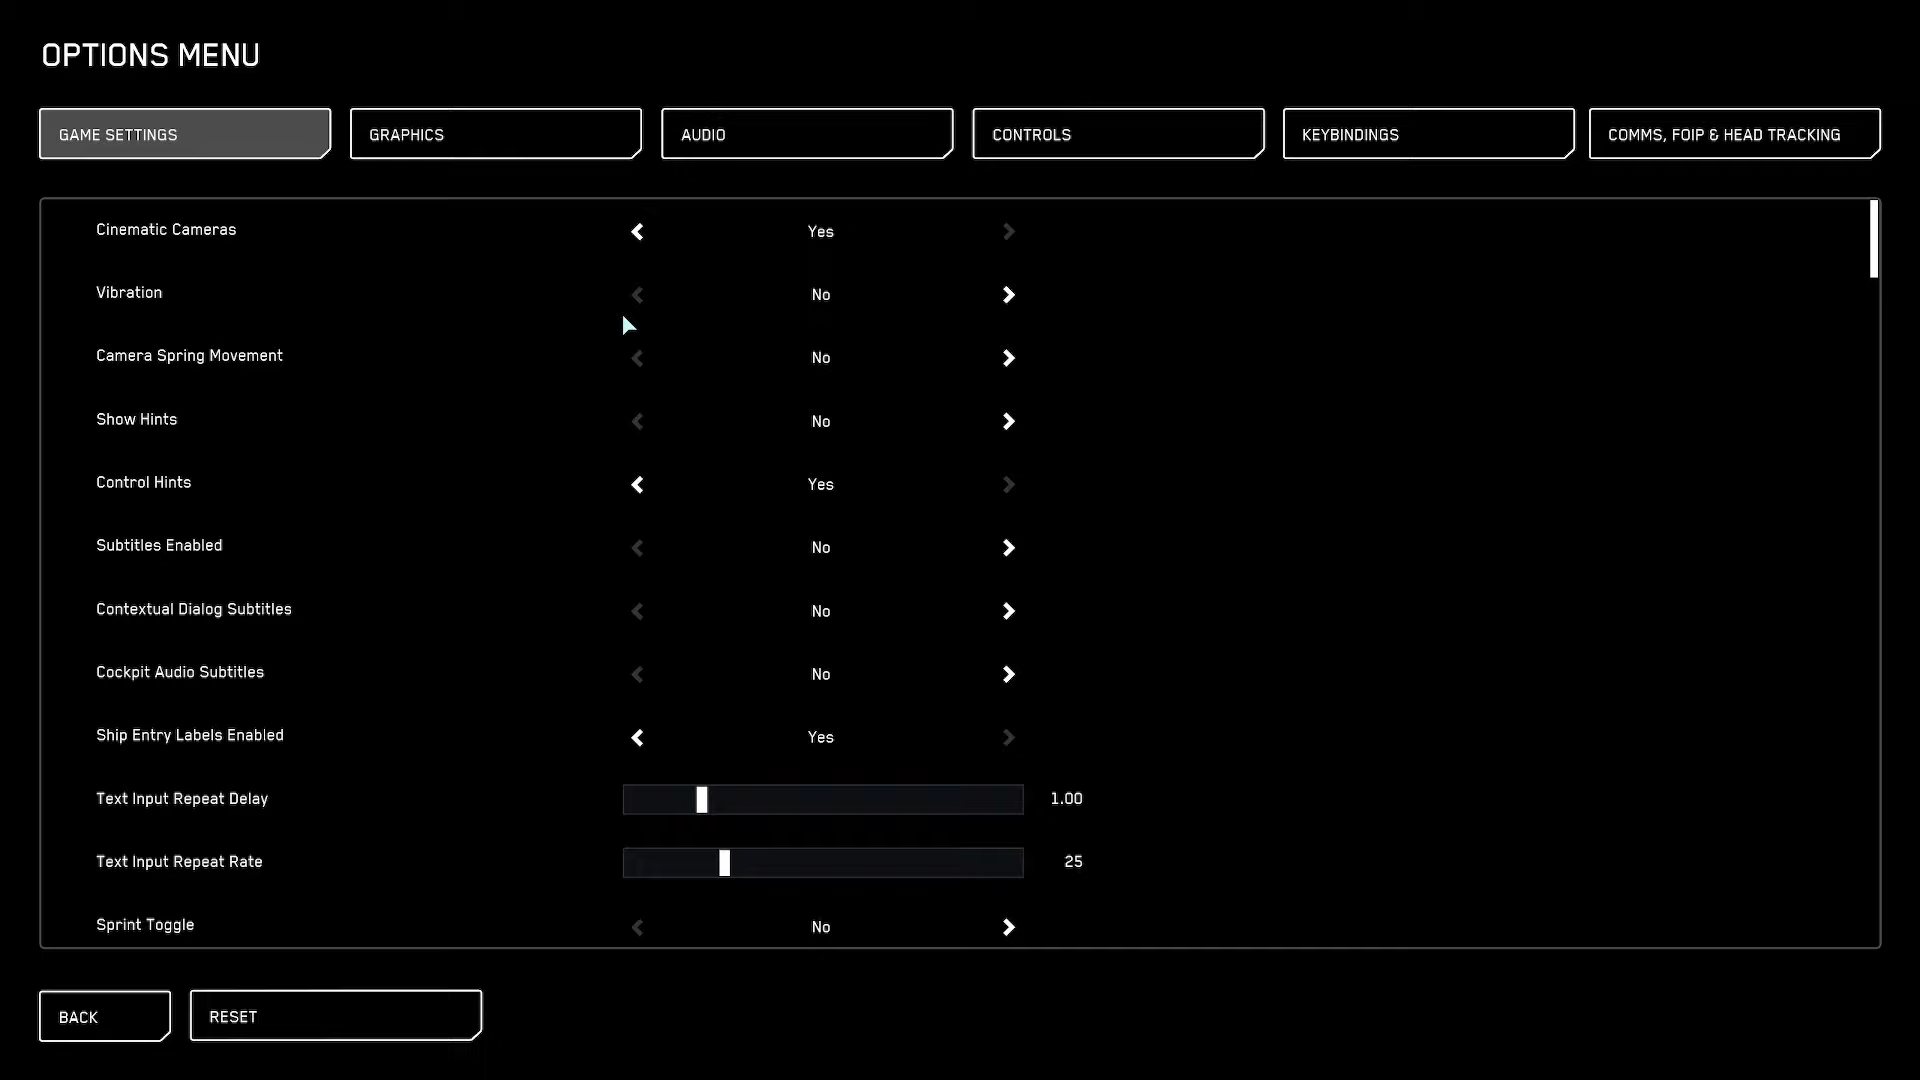 OPTIONS MENU
GAME SETTINGS GRAPHICS AUDIO CONTROLS KEYBINDINGS COMMS, FOIP & HEAD TRACKING
Cinematic Cameras Yes
Vibration No
Camera Spring Movement No
Show Hints No
Control Hints Yes
Subtitles Enabled No
Contextual Dialog Subtitles No
Cockpit Audio Subtitles No
Ship Entry Labels Enabled Yes
Text Input Repeat Delay 1.00
Text Input Repeat Rate 25
Sprint Toggle No
BACK RESET